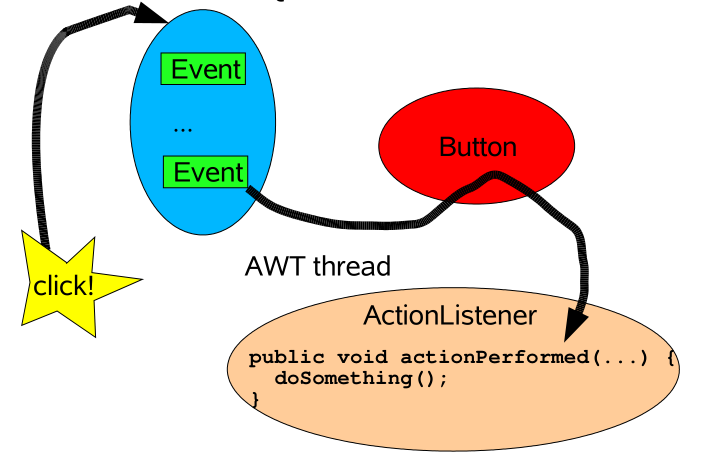 Event
...
Event
Button
click!
AWT thread
ActionListener
public void actionPerformed(...) {
doSomething();
}